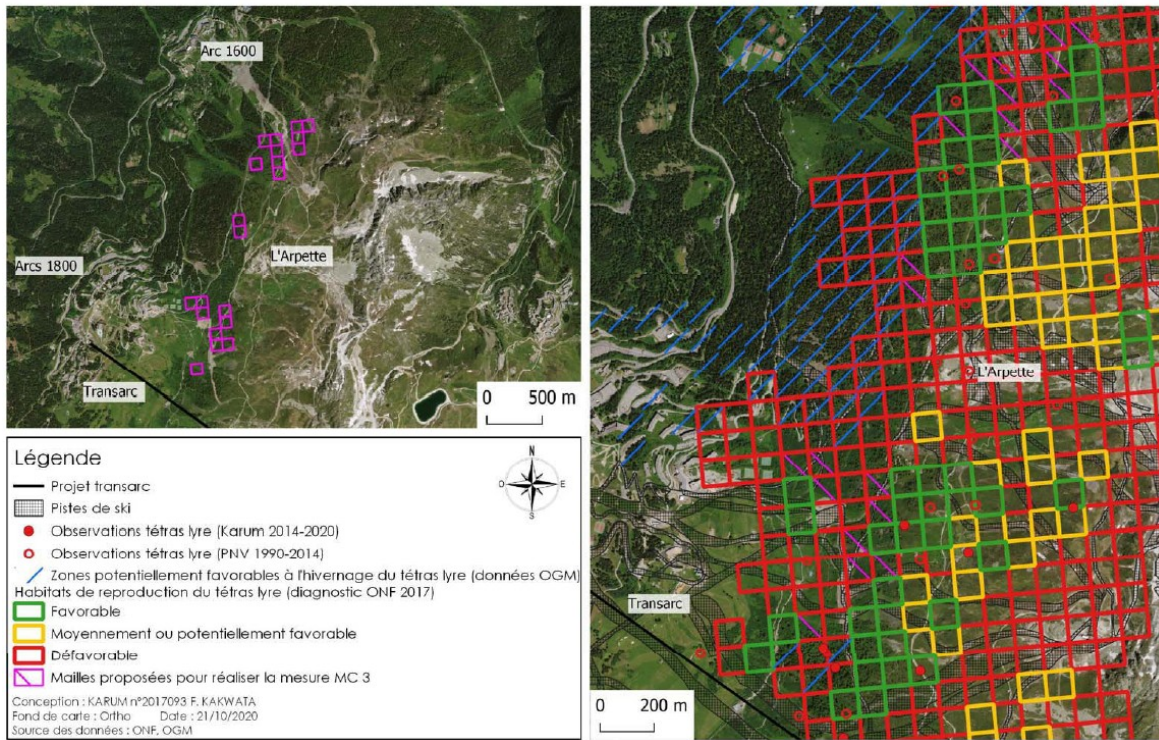 Arc 1600
L'Arpette
Arcs 1800
Transarc
0 500 m
Légende
N
O E
S
Projet transarc
Pistes de ski
Observations tétras lyre (Karum 2014-2020)
Observations tétras lyre (PNV 1990-2014)
Zones potentiellement favorables à l'hivernage du tétras lyre (données OGM)
Habitats de reproduction du tétras lyre (diagnostic ONF 2017)
Favorable
Moyennement ou potentiellement favorable
Défavorable
Mailles proposées pour réaliser la mesure MC 3
Conception : KARUM n°2017093 F. KAKWATA
Fond de carte : Ortho Date : 21/10/2020
Source des données : ONF, OGM
L'Arpette
Transarc
0 200 m